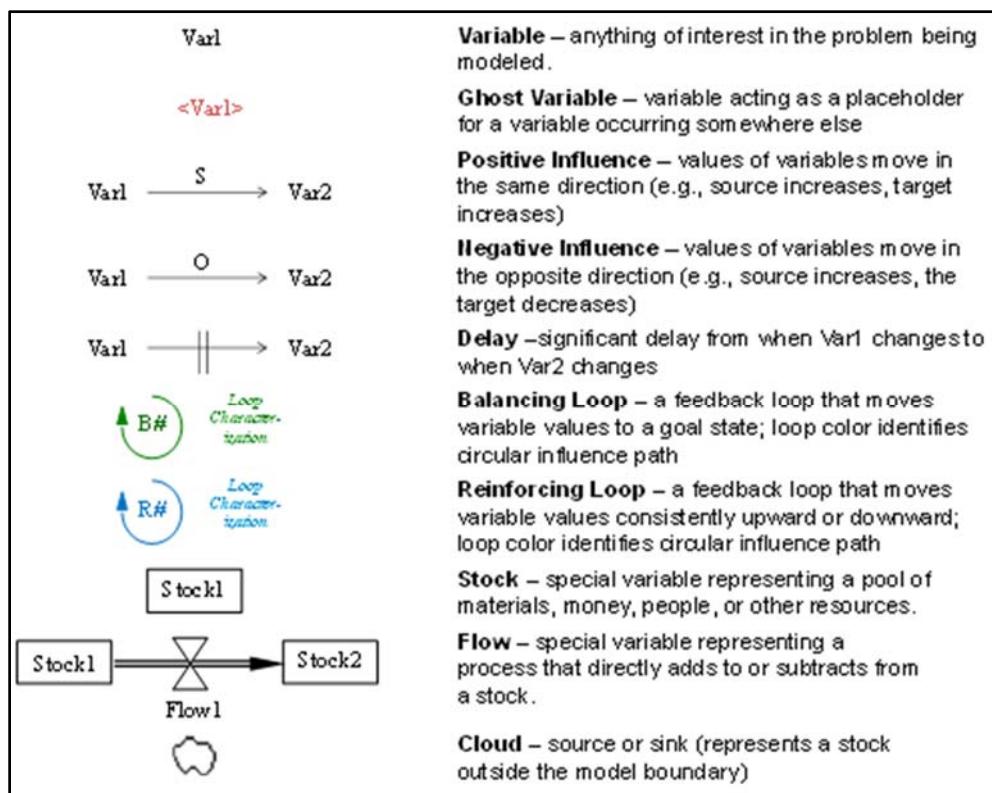 Var1
Variable – anything of interest in the problem being
modeled.
<Var1>
Ghost Variable – variable acting as a placeholder
for a variable occurring somewhere else
S
Var1 Var2
Positive Influence – values of variables move in
the same direction (e.g., source increases, target
increases)
O
Var1 Var2
Negative Influence – values of variables move in
the opposite direction (e.g., source increases, the
target decreases)
Var1 Var2
Delay –significant delay from when Var1 changes to
when Var2 changes
B#
Loop
Character-
ization
Balancing Loop – a feedback loop that moves
variable values to a goal state; loop color identifies
circular influence path
R#
Loop
Character-
ization
Reinforcing Loop – a feedback loop that moves
variable values consistently upward or downward;
loop color identifies circular influence path
Stock1
Stock – special variable representing a pool of
materials, money, people, or other resources.
Stock1 Stock2
Flow1
Flow – special variable representing a
process that directly adds to or subtracts from
a stock.
Cloud – source or sink (represents a stock
outside the model boundary)